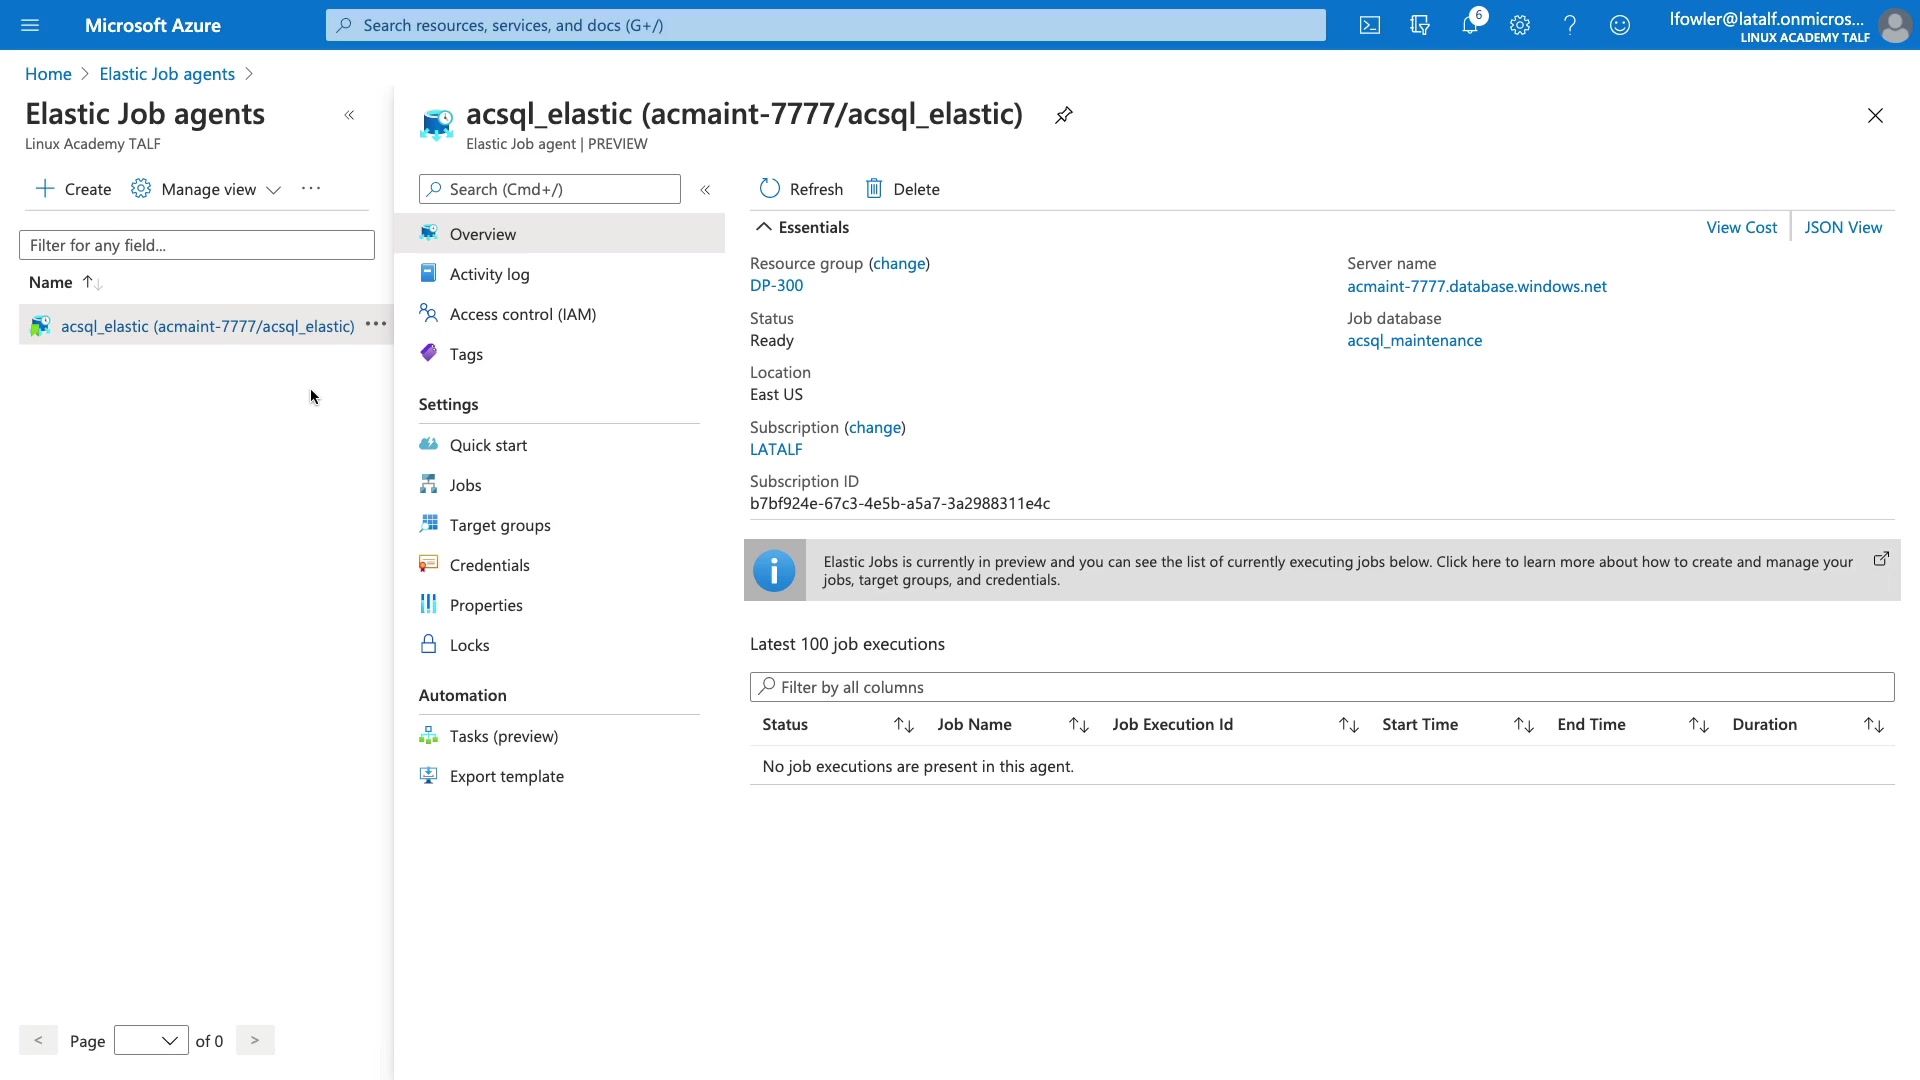 Microsoft Azure
Search resources, services, and docs (G+/)
6
lfowler@latalf.onmicros...
LINUX ACADEMY TALF
Home > Elastic Job agents >
Elastic Job agents
«
Linux Academy TALF
Create
Manage view
...
Filter for any field...
Name ↑↓
acsql_elastic (acmaint-7777/acsql_elastic) ...
< Page of 0 >
acsql_elastic (acmaint-7777/acsql_elastic)
Elastic Job agent | PREVIEW
Search (Cmd+/)
«
Overview
Activity log
Access control (IAM)
Tags
Settings
Quick start
Jobs
Target groups
Credentials
Properties
Locks
Automation
Tasks (preview)
Export template
Refresh
Delete
Essentials
View Cost
JSON View
Resource group (change)
DP-300
Status
Ready
Location
East US
Subscription (change)
LATALF
Subscription ID
b7bf924e-67c3-4e5b-a5a7-3a2988311e4c
Server name
acmaint-7777.database.windows.net
Job database
acsql_maintenance
Elastic Jobs is currently in preview and you can see the list of currently executing jobs below. Click here to learn more about how to create and manage your
jobs, target groups, and credentials.
Latest 100 job executions
Filter by all columns
Status ↑↓ Job Name ↑↓ Job Execution Id ↑↓ Start Time ↑↓ End Time ↑↓ Duration ↑↓
No job executions are present in this agent.